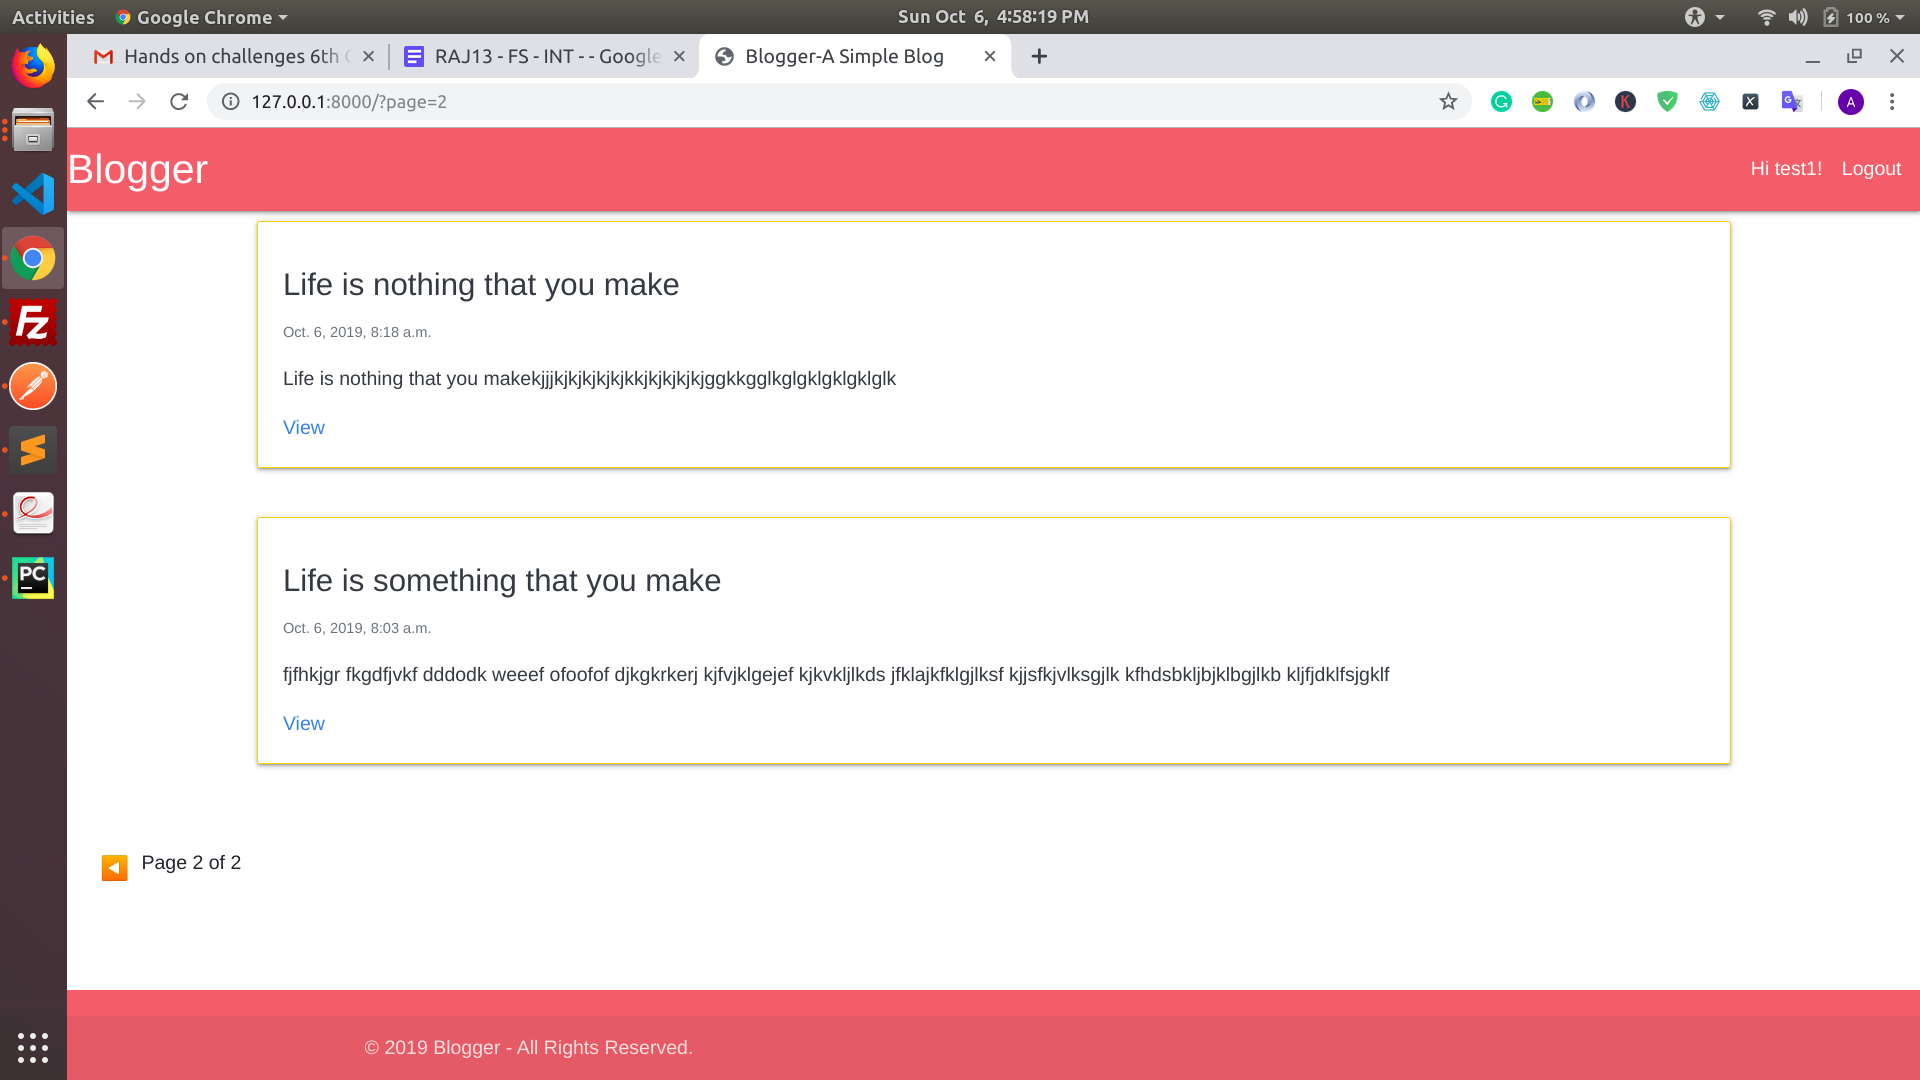 Activities Google Chrome Sun Oct 6, 4:58:19 PM 100 %
Hands on challenges 6th RAJ13 - FS - INT - - Google Blogger-A Simple Blog
127.0.0.1:8000/?page=2
Blogger Hi test1! Logout
Life is nothing that you make
Oct. 6, 2019, 8:18 a.m.
Life is nothing that you makekjjjkjkjkjkjkjkkjkjkjkjkjggkkgglkglgklgklgklglk
View
Life is something that you make
Oct. 6, 2019, 8:03 a.m.
fjfhkjgr fkgdfjvkf dddodk weeef ofoofof djkgkrkerj kjfvjklgejef kjkvkljlkds jfklajkfklgjlksf kjjsfkjvlksgjlk kfhdsbkljbjklbgjlkb kljfjdklfsjgklf
View
Page 2 of 2
© 2019 Blogger - All Rights Reserved.